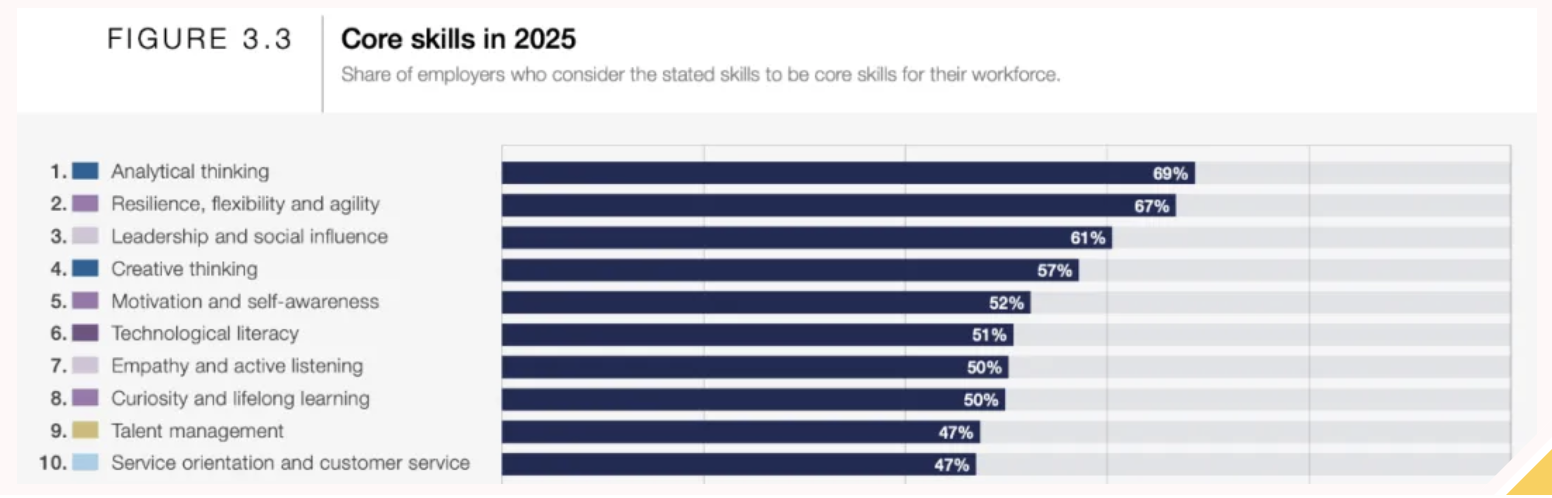 FIGURE 3.3
Core skills in 2025
Share of employers who consider the stated skills to be core skills for their workforce.
1. Analytical thinking 69%
2. Resilience, flexibility and agility 67%
3. Leadership and social influence 61%
4. Creative thinking 57%
5. Motivation and self-awareness 52%
6. Technological literacy 51%
7. Empathy and active listening 50%
8. Curiosity and lifelong learning 50%
9. Talent management 47%
10. Service orientation and customer service 47%